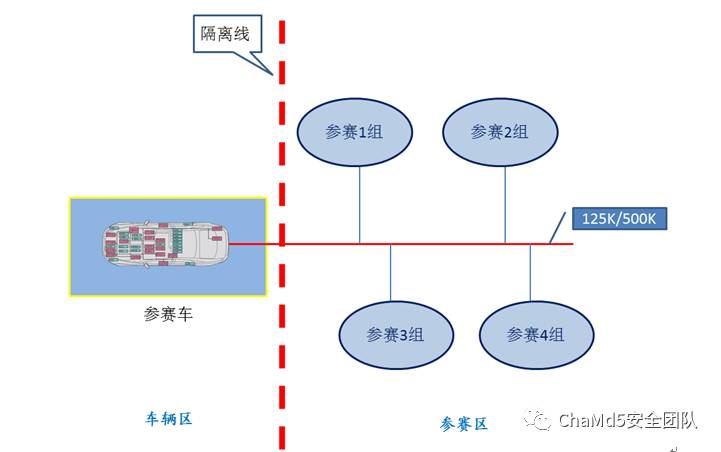 隔离线
参赛1组
参赛2组
125K/500K
参赛车
参赛3组
参赛4组
车辆区
参赛区
ChaMd5安全团队